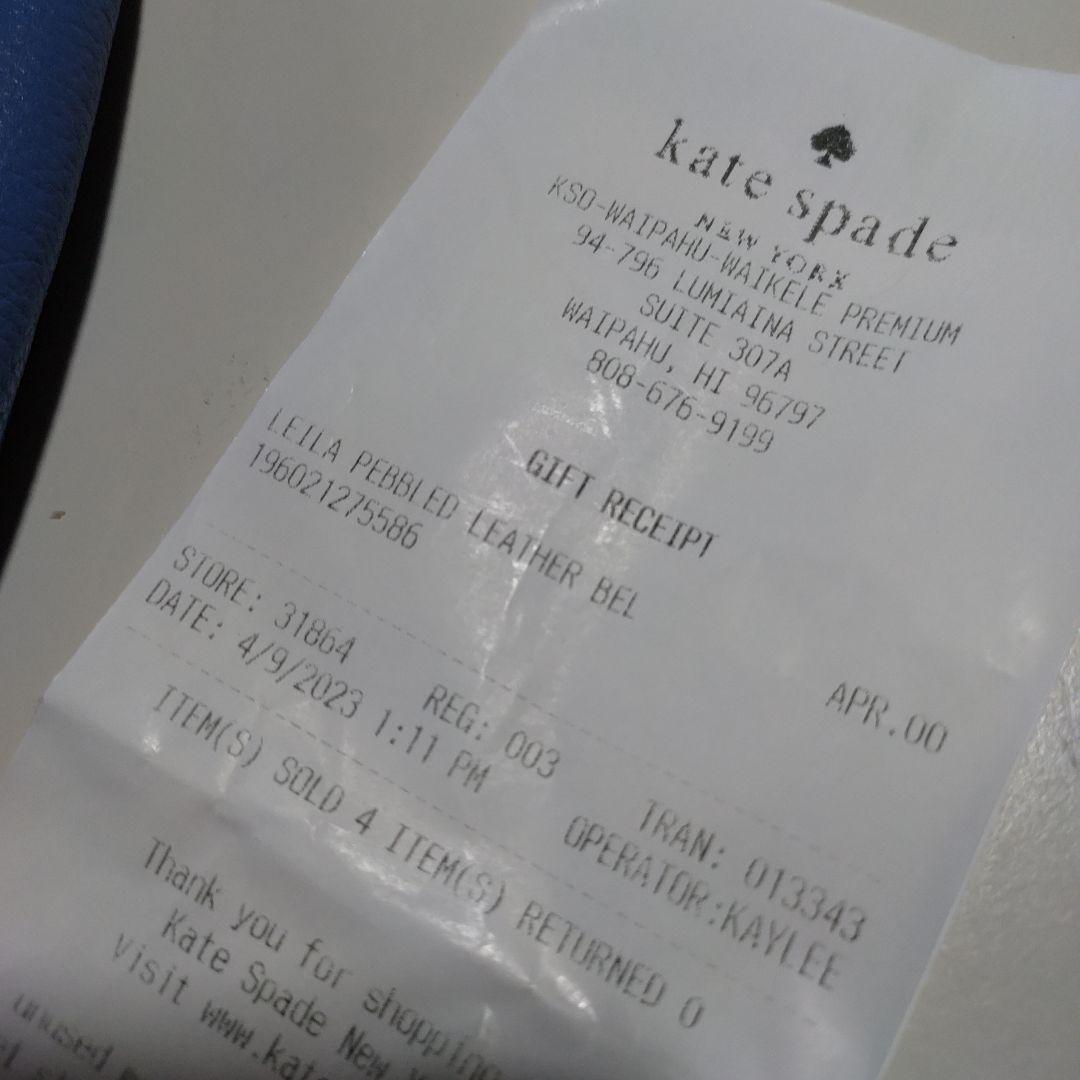 kate spade
NEW YORK
KSO-WAIPAHU-WAIKELE PREMIUM
94-796 LUMIAINA STREET
SUITE 307A
WAIPAHU, HI 96797
808-676-9199
GIFT RECEIPT
LEILA PEBBLED LEATHER BEL
196021275586
APR.00
STORE: 31864 REG: 003 TRAN: 013343
DATE: 4/9/2023 1:11 PM OPERATOR:KAYLEE
ITEM(S) SOLD 4 ITEM(S) RETURNED 0
Thank you for shopping
Kate Spade New
Visit www.kat
unused